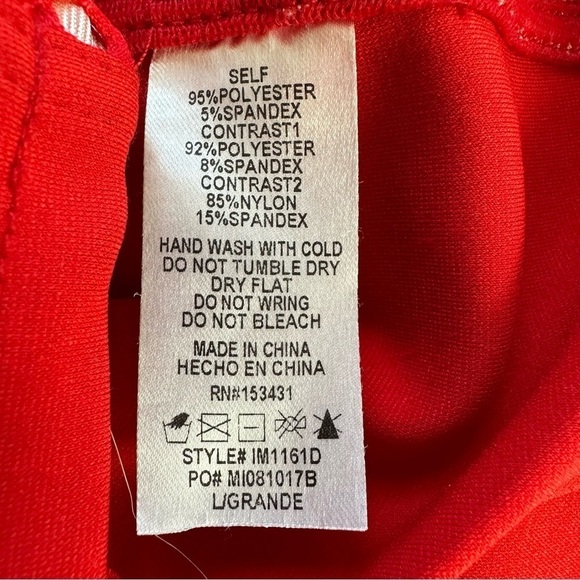 SELF
95%POLYESTER
5%SPANDEX
CONTRAST1
92%POLYESTER
8%SPANDEX
CONTRAST2
85%NYLON
15%SPANDEX
HAND WASH WITH COLD
DO NOT TUMBLE DRY
DRY FLAT
DO NOT WRING
DO NOT BLEACH
MADE IN CHINA
HECHO EN CHINA
RN#153431
STYLE# IM1161D
PO# MI081017B
L/GRANDE